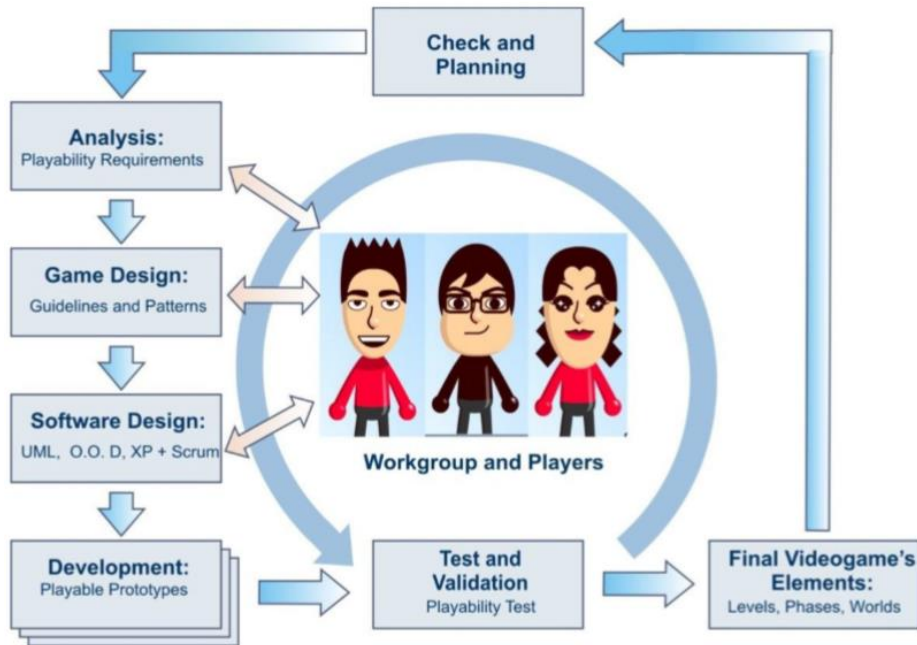 Check and
Planning
Analysis:
Playability Requirements
Game Design:
Guidelines and Patterns
Software Design:
UML, O.O. D, XP + Scrum
Workgroup and Players
Development:
Playable Prototypes
Test and
Validation
Playability Test
Final Videogame's
Elements:
Levels, Phases, Worlds